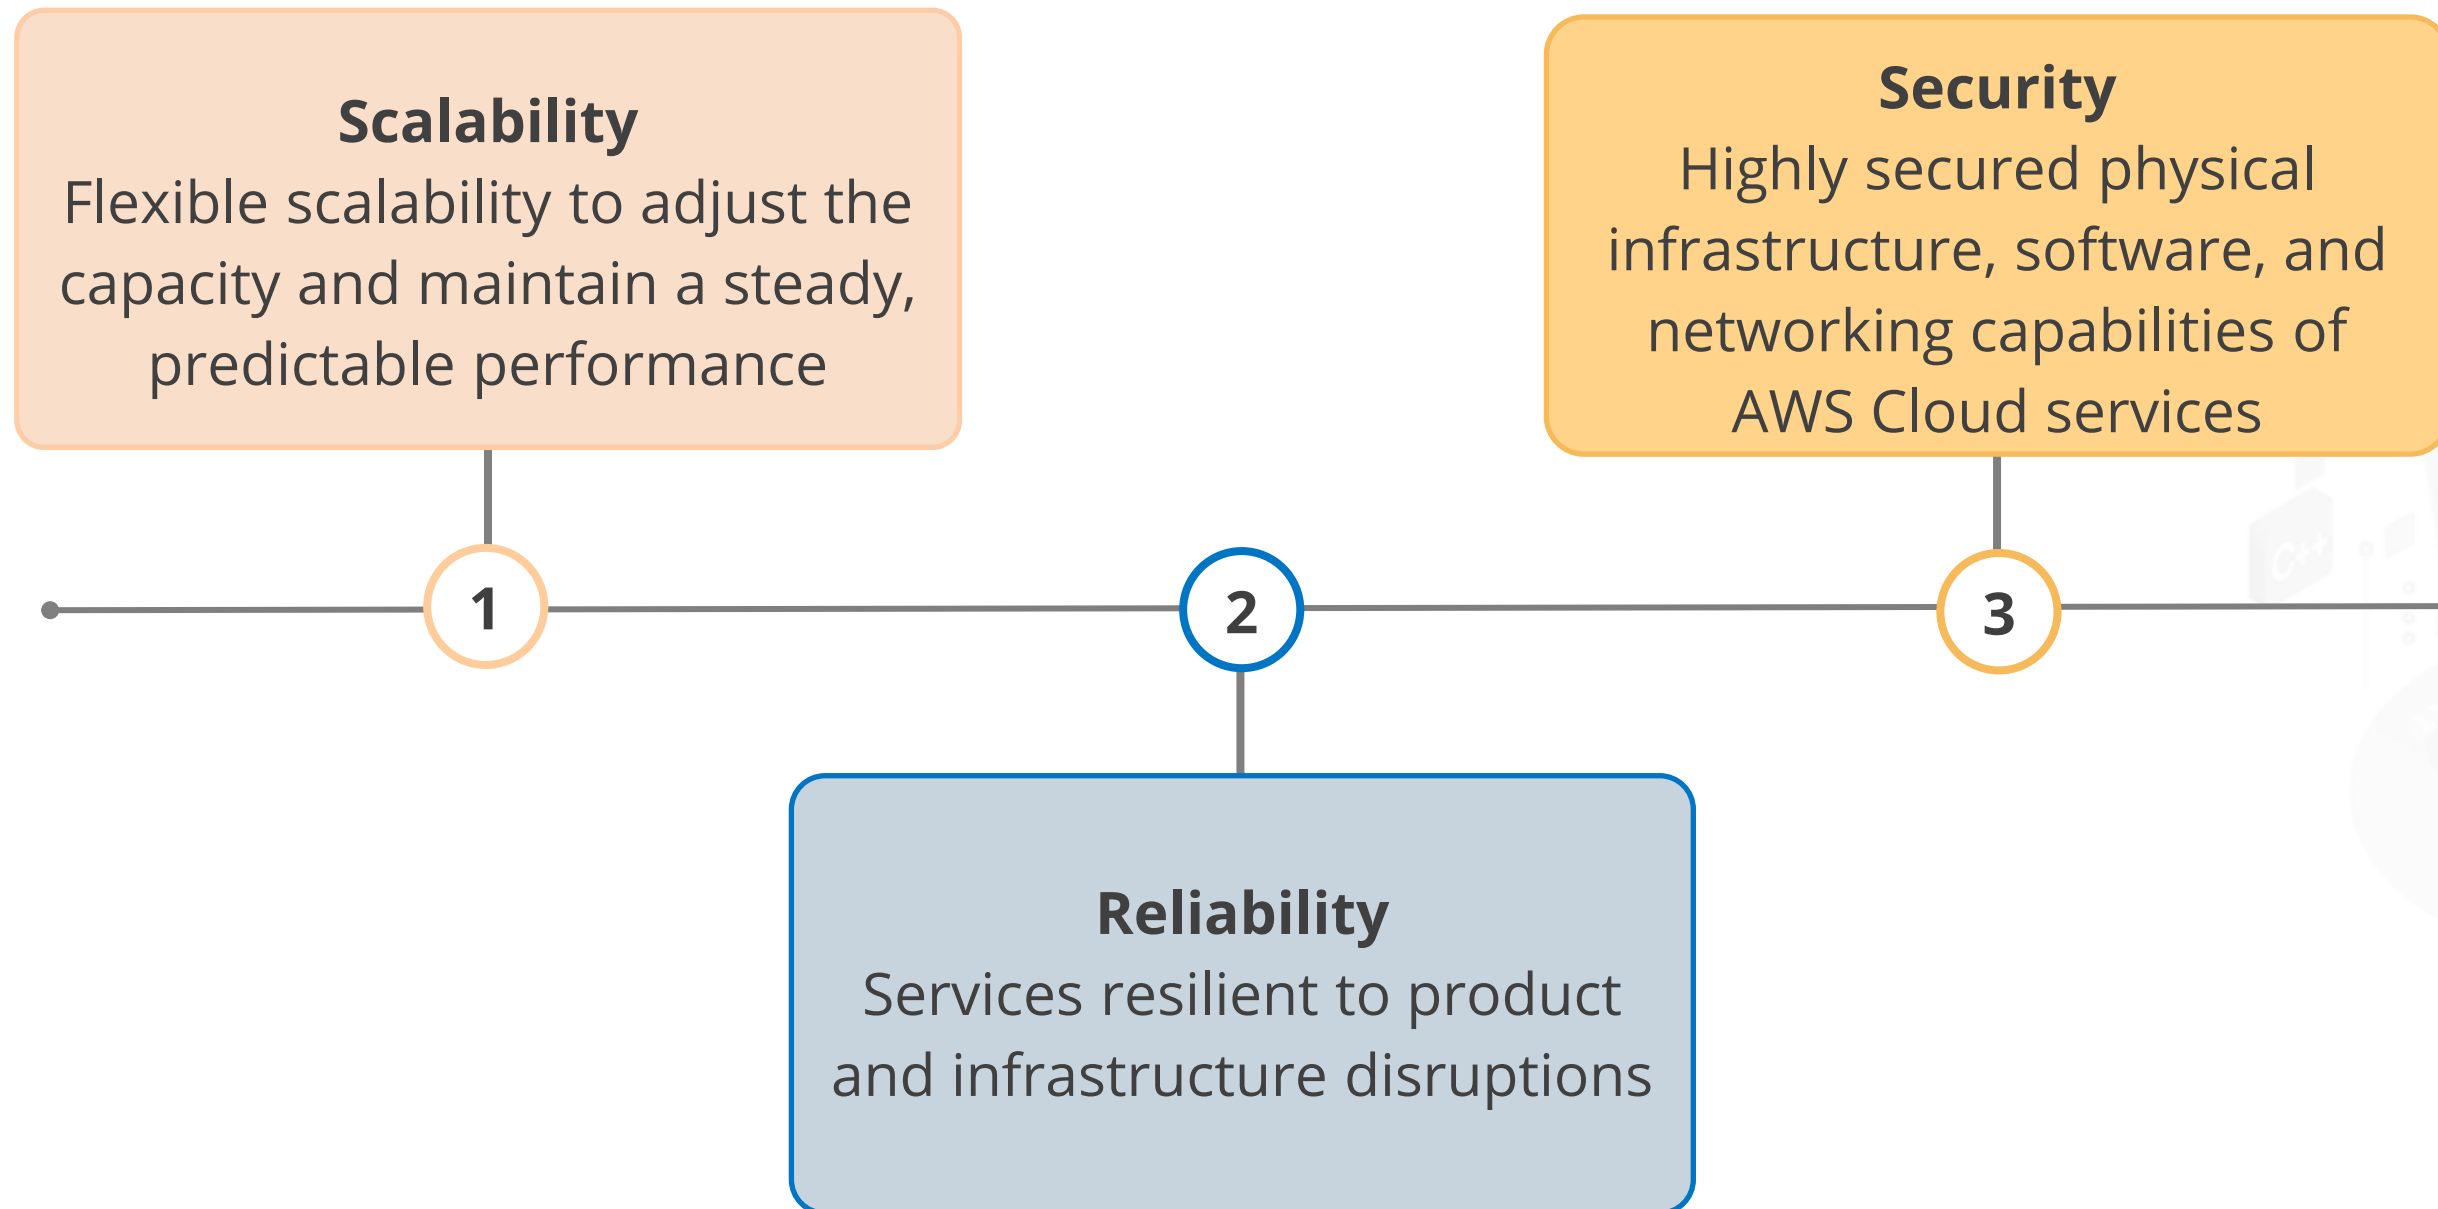 Scalability
Flexible scalability to adjust the
capacity and maintain a steady,
predictable performance
Security
Highly secured physical
infrastructure, software, and
networking capabilities of
AWS Cloud services
1
2
3
C++
Reliability
Services resilient to product
and infrastructure disruptions